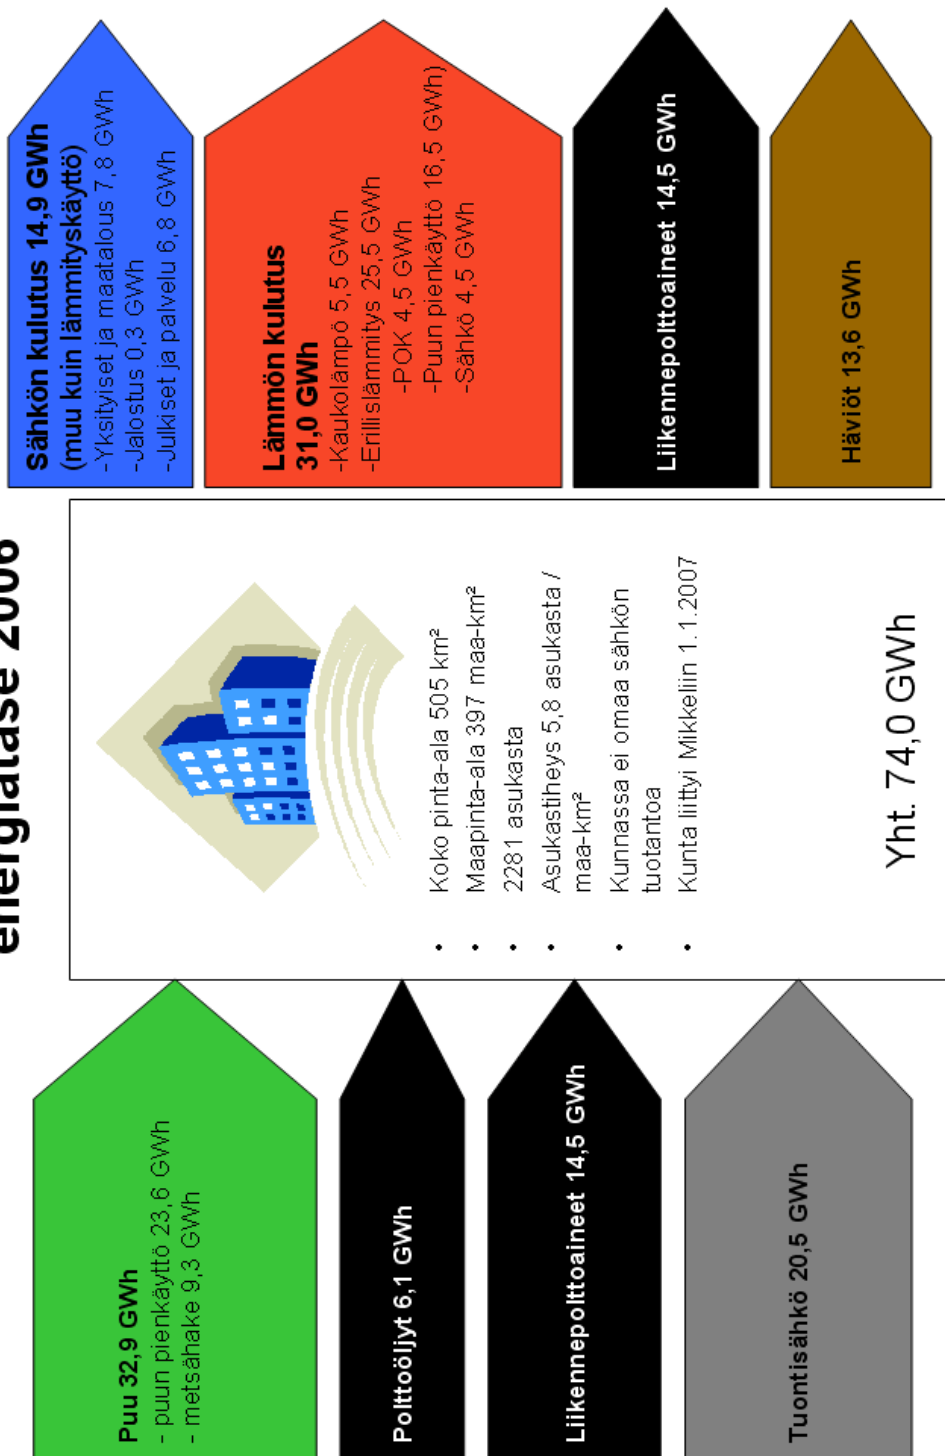 energiatase 2006
Puu 32,9 GWh
- puun pienkäyttö 23,6 GWh
- metsähake 9,3 GWh
Polttoöljyt 6,1 GWh
Liikennepolttoaineet 14,5 GWh
Tuontisähkö 20,5 GWh
• Koko pinta-ala 505 km²
• Maapinta-ala 397 maa-km²
• 2281 asukasta
• Asukastiheys 5,8 asukasta /
maa-km²
• Kunnassa ei omaa sähkön
tuotantoa
• Kunta liittyi Mikkeliin 1.1.2007
Yht. 74,0 GWh
Sähkön kulutus 14,9 GWh
(muu kuin lämmityskäyttö)
-Yksityiset ja maatalous 7,8 GWh
-Jalostus 0,3 GWh
-Julkiset ja palvelu 6,8 GWh
Lämmön kulutus
31,0 GWh
-Kaukolämpö 5,5 GWh
-Erillislämmitys 25,5 GWh
-POK 4,5 GWh
-Puun pienkäyttö 16,5 GWh)
-Sähkö 4,5 GWh
Liikennepolttoaineet 14,5 GWh
Häviöt 13,6 GWh